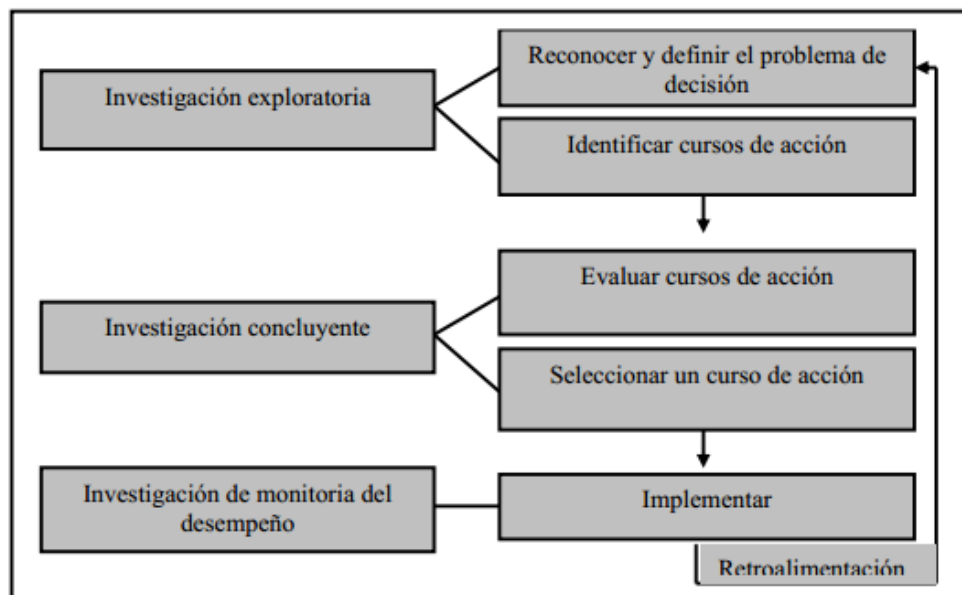 Investigación exploratoria
Reconocer y definir el problema de
decisión
Identificar cursos de acción
Investigación concluyente
Evaluar cursos de acción
Seleccionar un curso de acción
Investigación de monitoria del
desempeño
Implementar
Retroalimentación